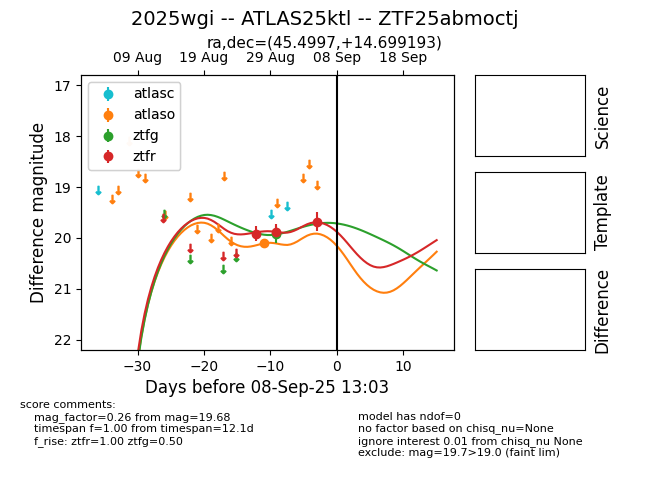 2025wgi -- ATLAS25ktl -- ZTF25abmoctj
ra,dec=(45.4997,+14.699193)
09 Aug 19 Aug 29 Aug 08 Sep 18 Sep
atlasc
atlaso
ztfg
ztfr
17
18
19
20
21
22
Difference magnitude
−30 −20 −10 0 10
Days before 08-Sep-25 13:03
Science
Template
Difference
score comments:
mag_factor=0.26 from mag=19.68
timespan f=1.00 from timespan=12.1d
f_rise: ztfr=1.00 ztfg=0.50
model has ndof=0
no factor based on chisq_nu=None
ignore interest 0.01 from chisq_nu None
exclude: mag=19.7>19.0 (faint lim)